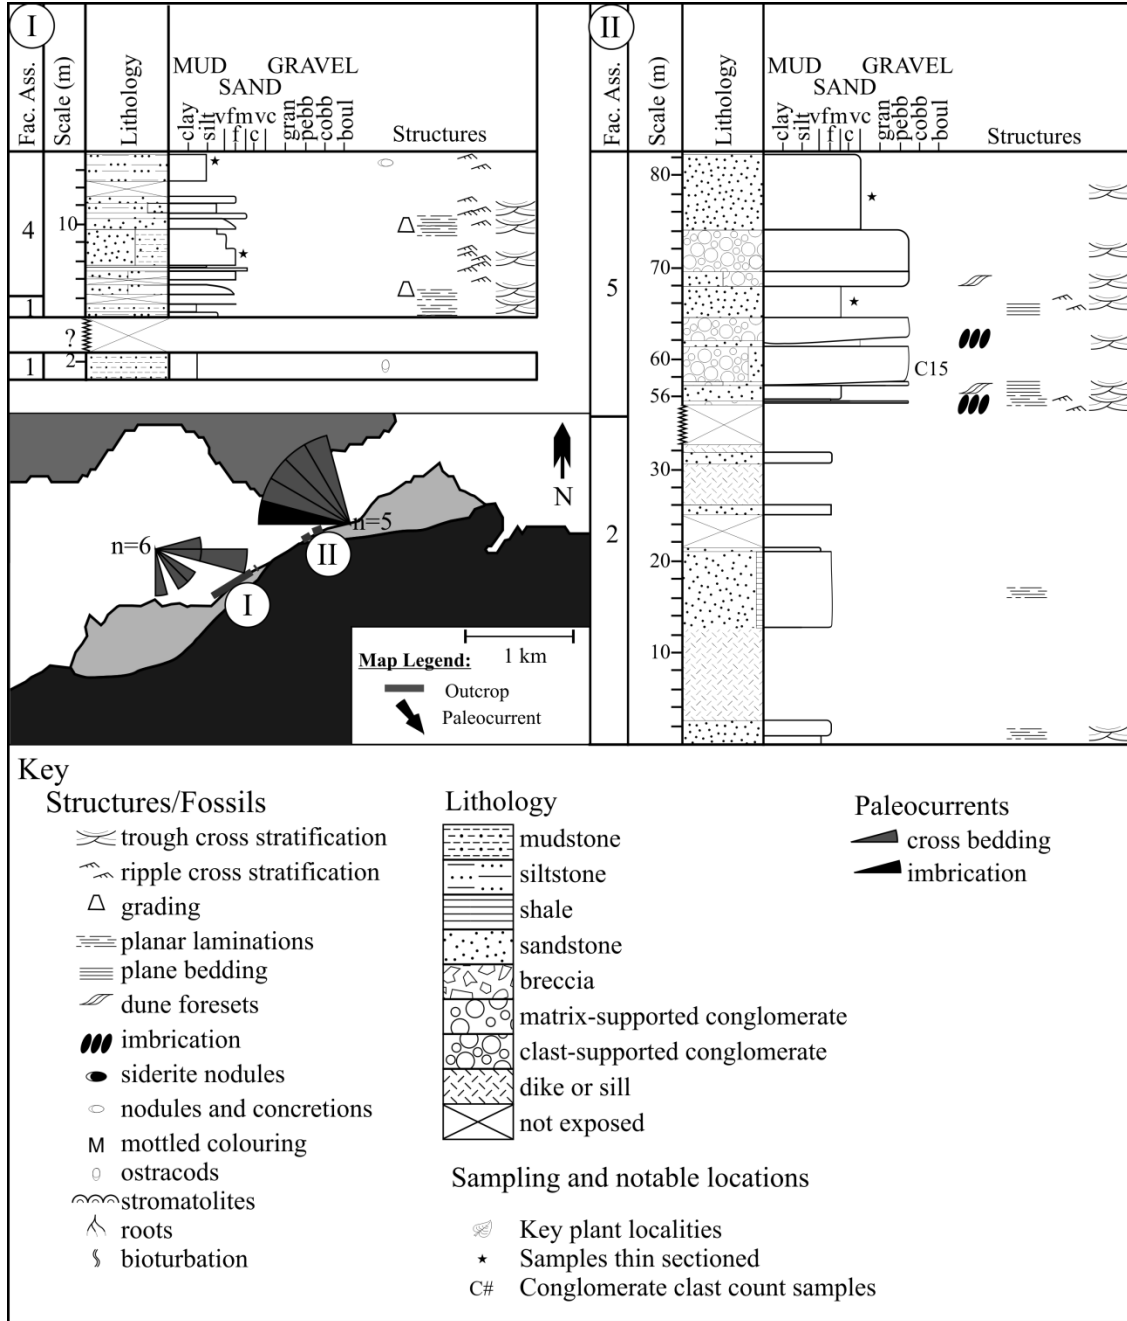 I
Fac. Ass.
Scale (m)
Lithology
MUD GRAVEL
SAND
clay
silt
vf
f
m
c
vc
gran
pebb
cobb
boul
Structures
4
10
1
?
1
2
II
Fac. Ass.
Scale (m)
Lithology
MUD GRAVEL
SAND
clay
silt
vf
f
m
c
vc
gran
pebb
cobb
boul
Structures
80
70
5
60
C15
56
30
2
20
10
n=5
N
n=6
II
I
1 km
Map Legend:
Outcrop
Paleocurrent
Key
Structures/Fossils
trough cross stratification
ripple cross stratification
grading
planar laminations
plane bedding
dune foresets
imbrication
siderite nodules
nodules and concretions
M mottled colouring
ostracods
stromatolites
roots
bioturbation
Lithology
mudstone
siltstone
shale
sandstone
breccia
matrix-supported conglomerate
clast-supported conglomerate
dike or sill
not exposed
Sampling and notable locations
Key plant localities
Samples thin sectioned
C# Conglomerate clast count samples
Paleocurrents
cross bedding
imbrication